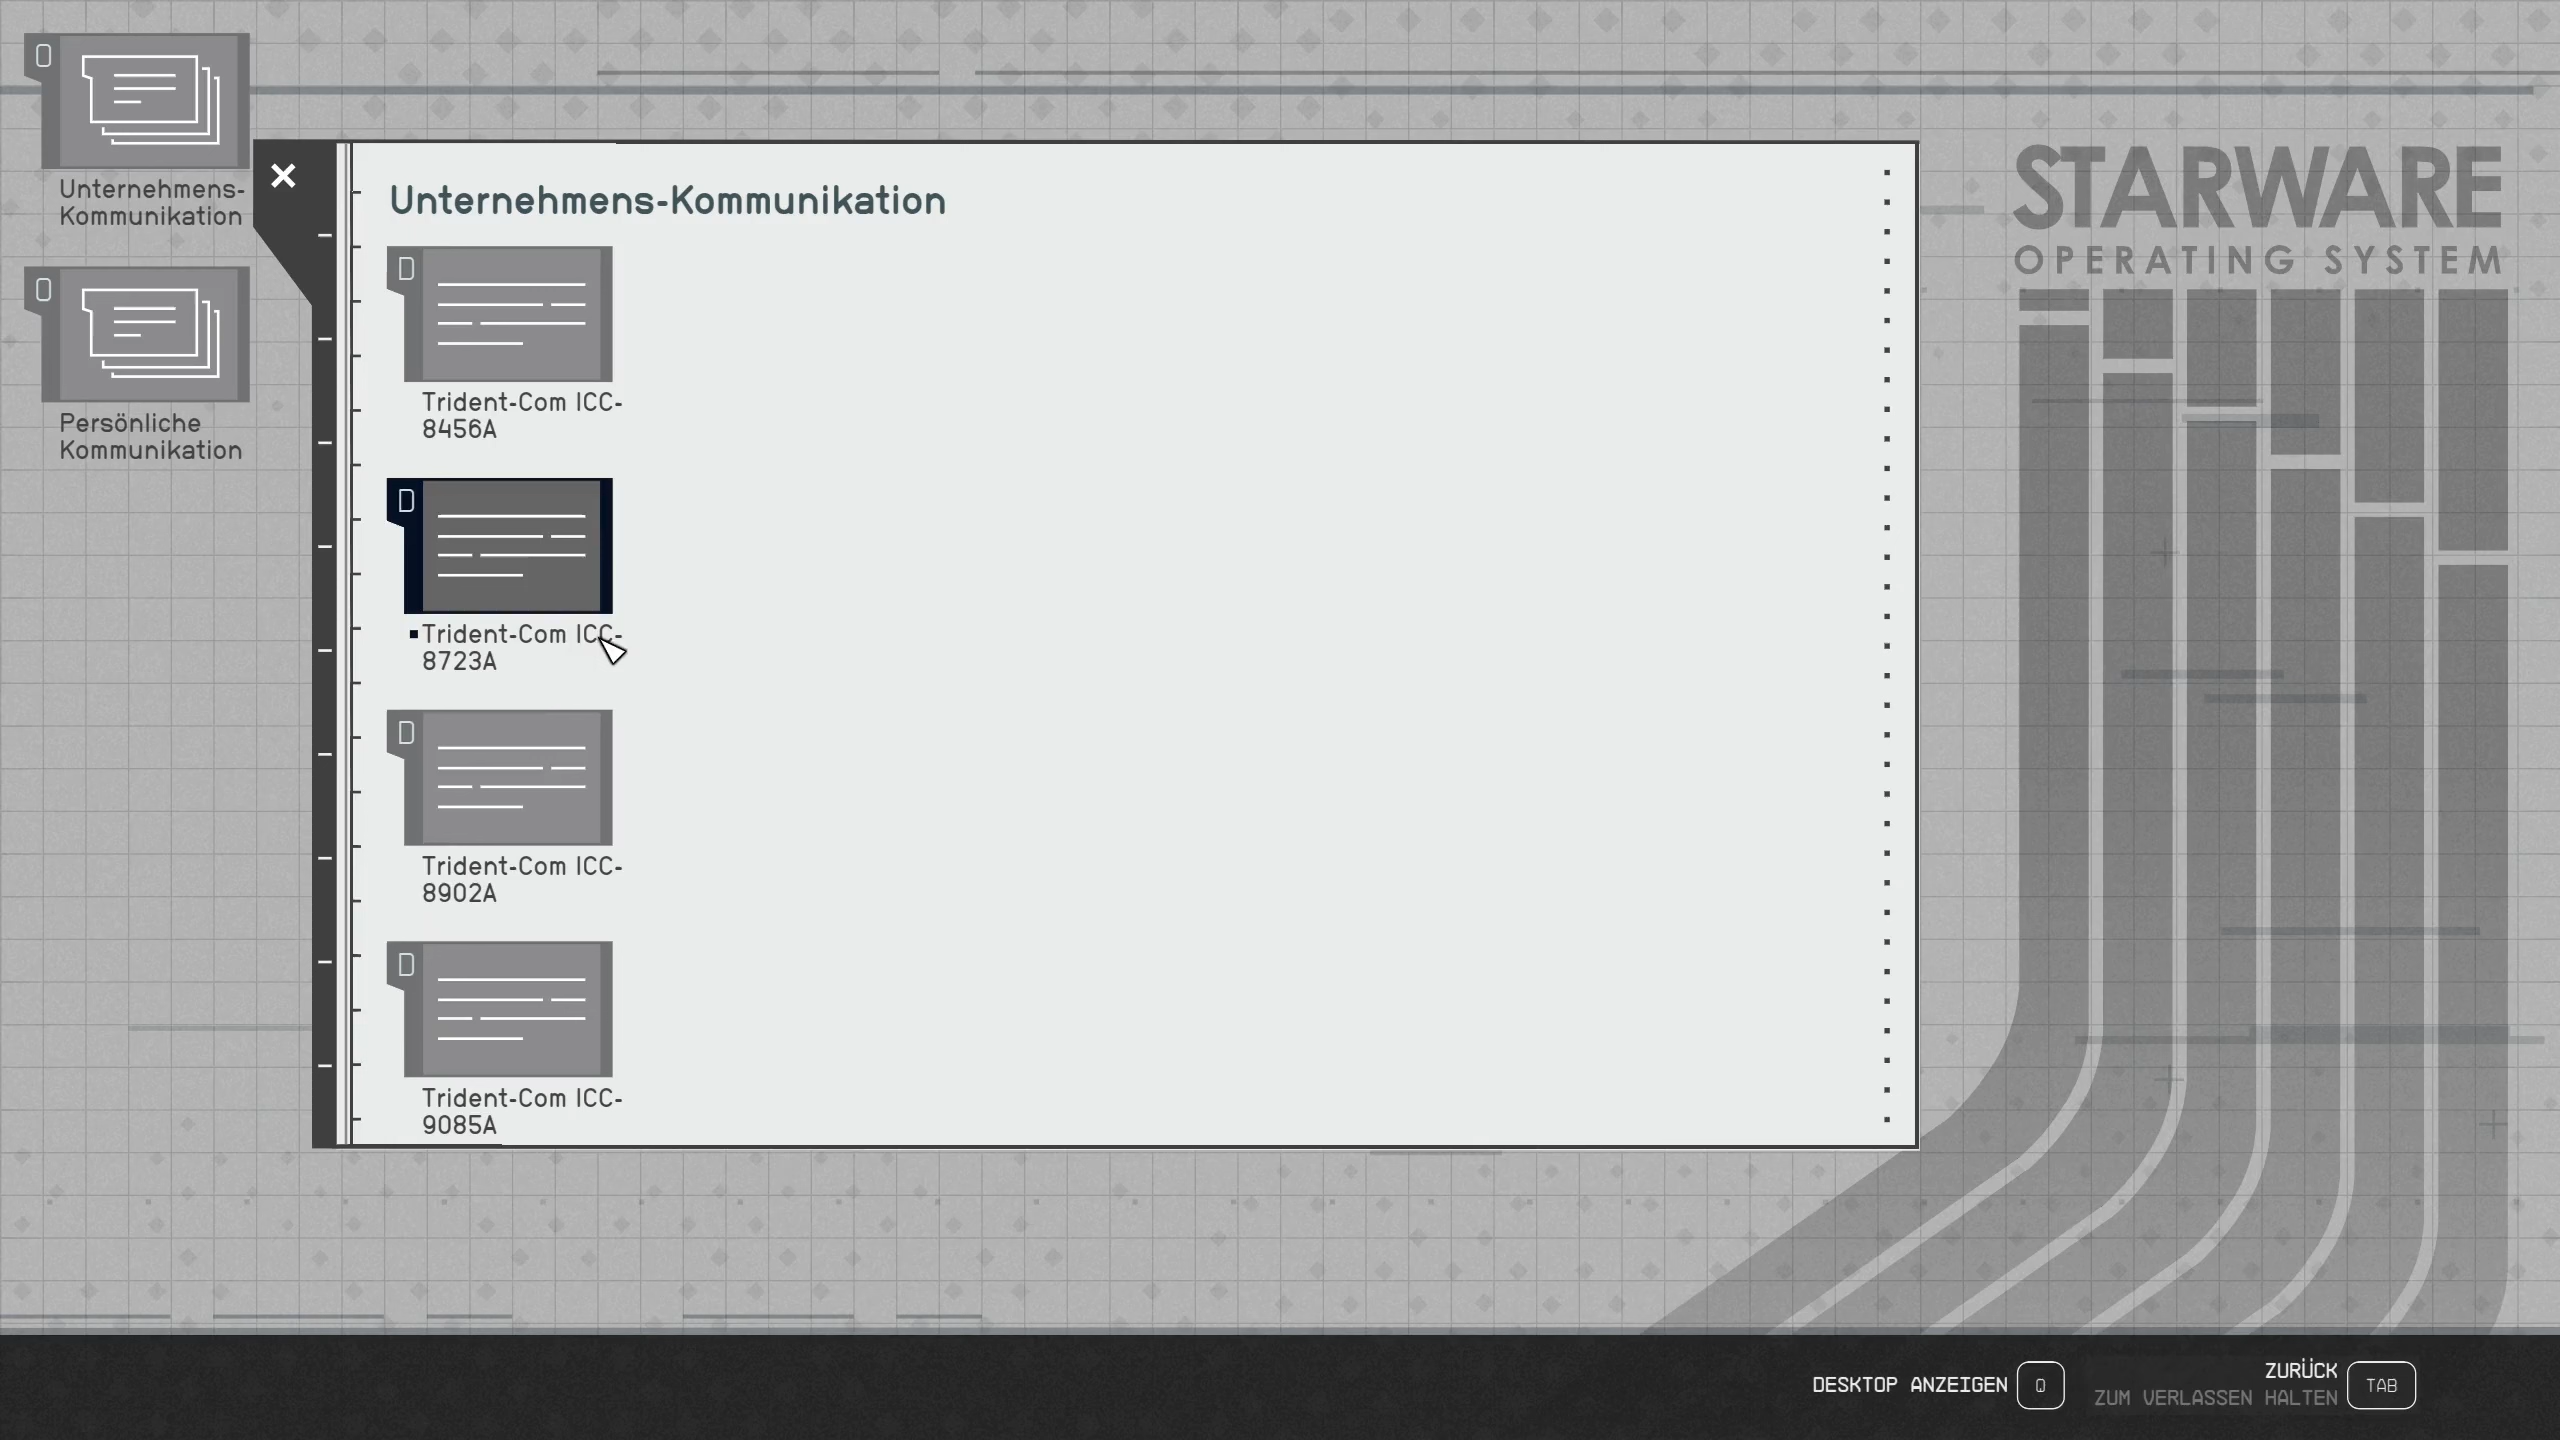 Unternehmens-
Kommunikation
Persönliche
Kommunikation
Unternehmens-Kommunikation
Trident-Com ICC-
8456A
Trident-Com ICC-
8723A
Trident-Com ICC-
8902A
Trident-Com ICC-
9085A
STARWARE
OPERATING SYSTEM
DESKTOP ANZEIGEN Q
ZURÜCK
ZUM VERLASSEN HALTEN TAB